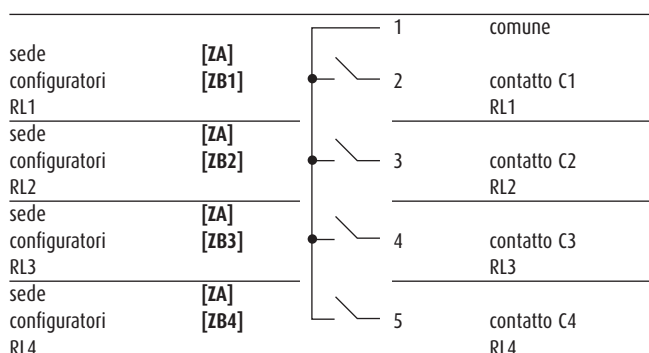 1 comune
sede [ZA]
configuratori [ZB1] 2 contatto C1
RL1 RL1
sede [ZA]
configuratori [ZB2] 3 contatto C2
RL2 RL2
sede [ZA]
configuratori [ZB3] 4 contatto C3
RL3 RL3
sede [ZA]
configuratori [ZB4] 5 contatto C4
RL4 RL4